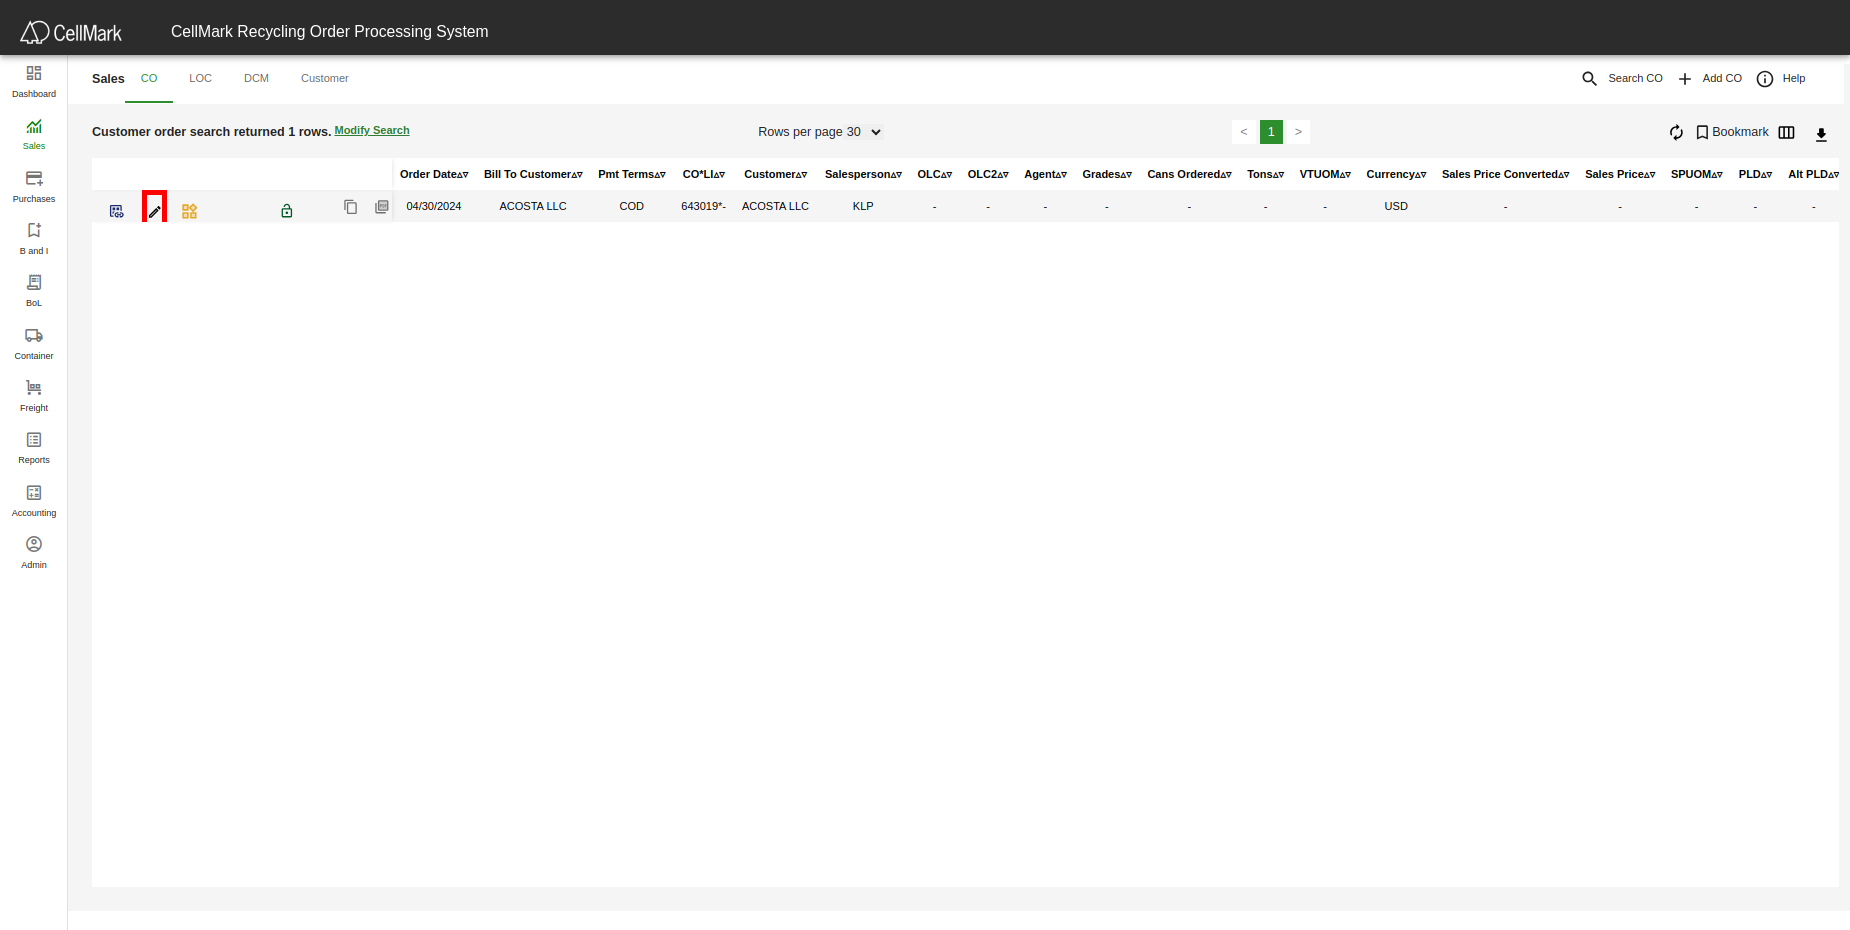 CellMark
CellMark Recycling Order Processing System
Dashboard
Sales
Purchases
B and I
BoL
Container
Freight
Reports
Accounting
Admin
Sales CO LOC DCM Customer
Search CO Add CO Help
Customer order search returned 1 rows. Modify Search
Rows per page 30
< 1 >
Bookmark
Order Date Bill To Customer Pmt Terms CO*LI Customer Salesperson OLC OLC2 Agent Grades Cans Ordered Tons VTUOM Currency Sales Price Converted Sales Price SPUOM PLD Alt PLD
04/30/2024 ACOSTA LLC COD 643019*- ACOSTA LLC KLP - - - - - - - USD - - - - -